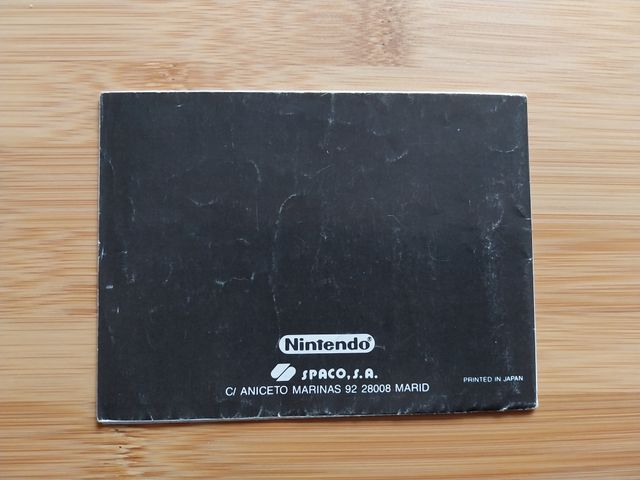 Nintendo®
SPACO, S.A.
C/ ANICETO MARINAS 92 28008 MARID
PRINTED IN JAPAN